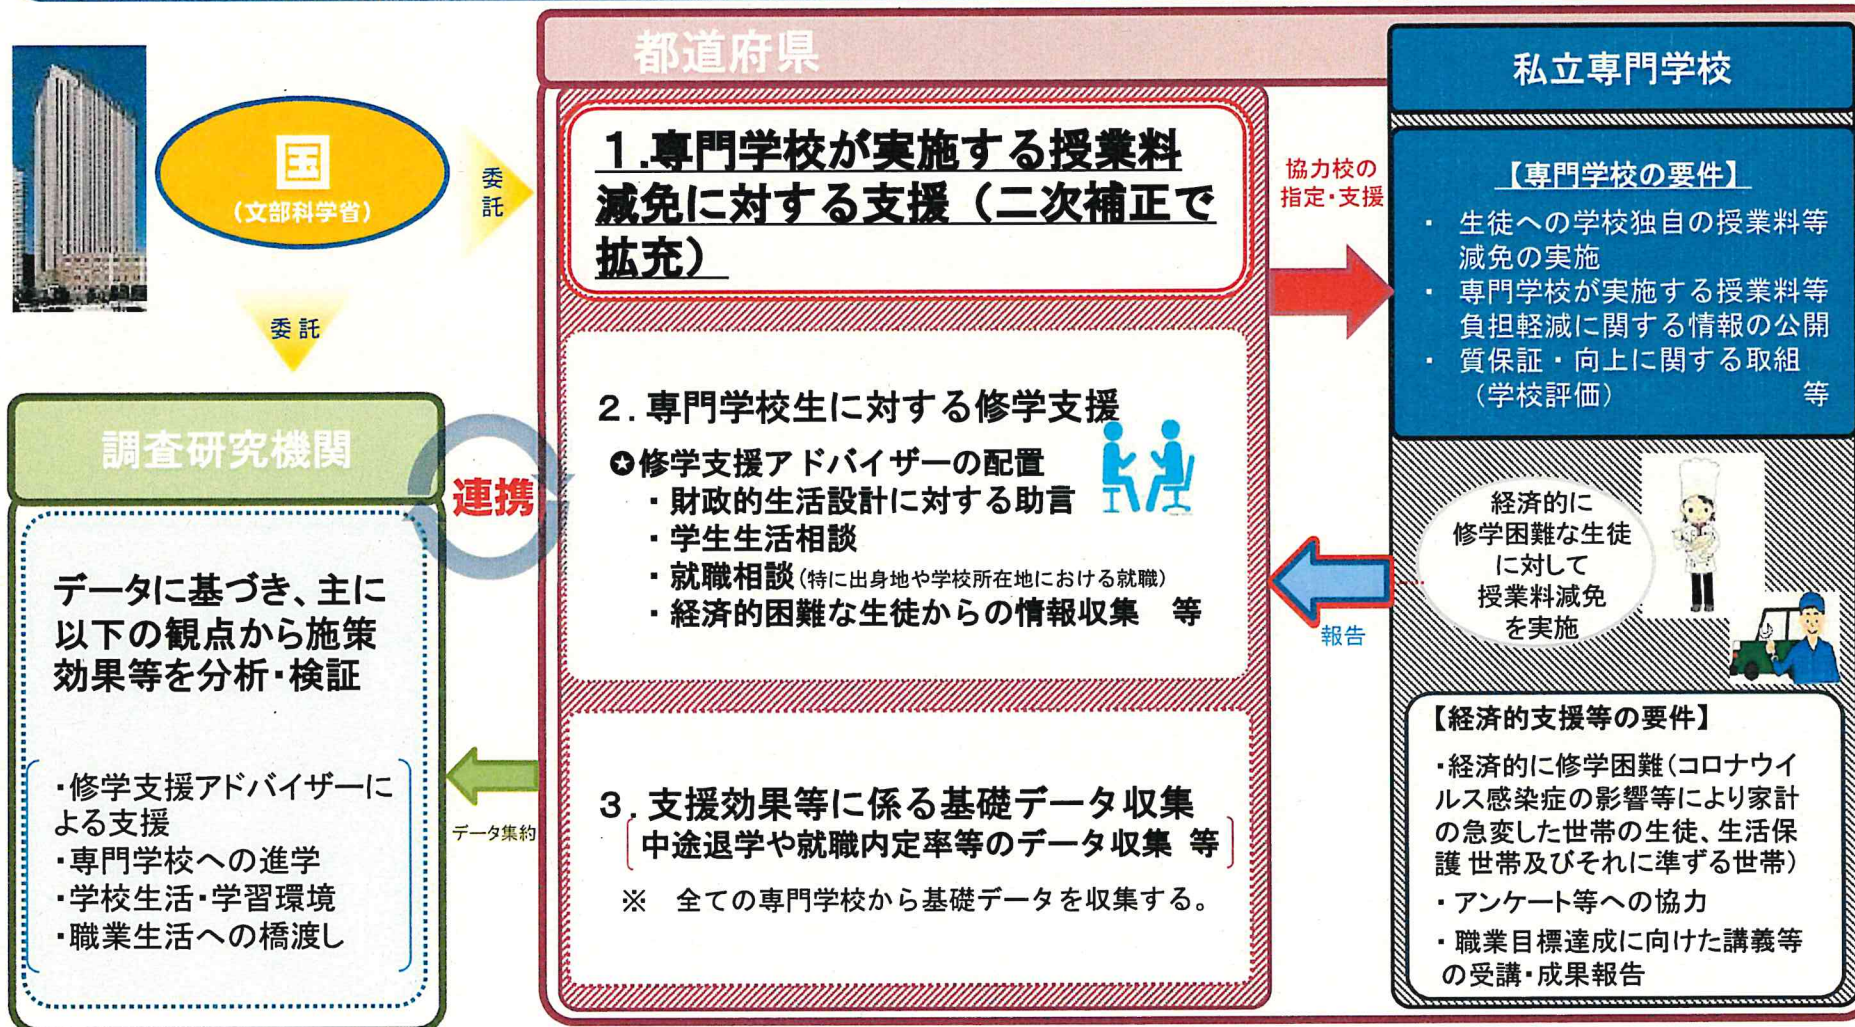 国
(文部科学省)
委託
委託
都道府県
1.専門学校が実施する授業料
減免に対する支援(二次補正で
拡充)
2.専門学校生に対する修学支援
✪修学支援アドバイザーの配置
・財政的生活設計に対する助言
・学生生活相談
・就職相談(特に出身地や学校所在地における就職)
・経済的困難な生徒からの情報収集 等
3.支援効果等に係る基礎データ収集
中途退学や就職内定率等のデータ収集 等
※ 全ての専門学校から基礎データを収集する。
協力校の
指定・支援
報告
私立専門学校
【専門学校の要件】
・ 生徒への学校独自の授業料等
減免の実施
・ 専門学校が実施する授業料等
負担軽減に関する情報の公開
・ 質保証・向上に関する取組
(学校評価) 等
経済的に
修学困難な生徒
に対して
授業料減免
を実施
【経済的支援等の要件】
・経済的に修学困難(コロナウイ
ルス感染症の影響等により家計
の急変した世帯の生徒、生活保
護世帯及びそれに準ずる世帯)
・アンケート等への協力
・職業目標達成に向けた講義等
の受講・成果報告
調査研究機関
連携
データに基づき、主に
以下の観点から施策
効果等を分析・検証
・修学支援アドバイザーに
よる支援
・専門学校への進学
・学校生活・学習環境
・職業生活への橋渡し
データ集約